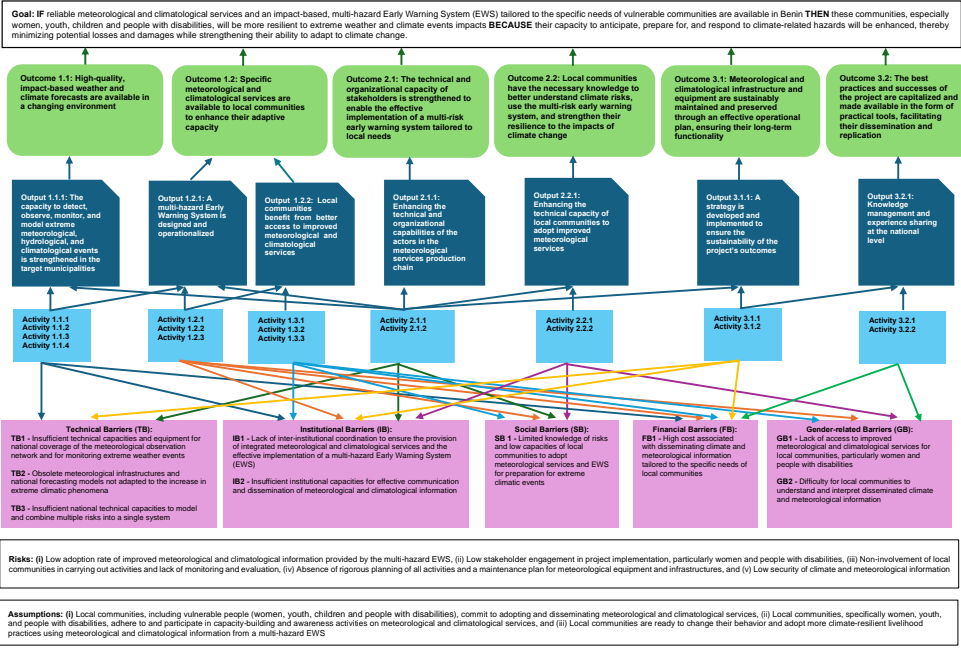 Goal: IF reliable meteorological and climatological services and an impact-based, multi-hazard Early Warning System (EWS) tailored to the specific needs of vulnerable communities are available in Benin THEN these communities, especially
women, youth, children and people with disabilities, will be more resilient to extreme weather and climate events impacts BECAUSE their capacity to anticipate, prepare for, and respond to climate-related hazards will be enhanced, thereby
minimizing potential losses and damages while strengthening their ability to adapt to climate change.
Outcome 1.1: High-quality,
impact-based weather and
climate forecasts are available in
a changing environment
Outcome 1.2: Specific
meteorological and
climatological services are
available to local communities
to enhance their adaptive
capacity
Outcome 2.1: The technical and
organizational capacity of
stakeholders is strengthened to
enable the effective
implementation of a multi-risk
early warning system tailored to
local needs
Outcome 2.2: Local communities
have the necessary knowledge to
better understand climate risks,
use the multi-risk early warning
system, and strengthen their
resilience to the impacts of
climate change
Outcome 3.1: Meteorological and
climatological infrastructure and
equipment are sustainably
maintained and preserved
through an effective operational
plan, ensuring their long-term
functionality
Outcome 3.2: The best
practices and successes of
the project are capitalized and
made available in the form of
practical tools, facilitating
their dissemination and
replication
Output 1.1.1: The
capacity to detect,
observe, monitor, and
model extreme
meteorological,
hydrological, and
climatological events
is strengthened in the
target municipalities
Output 1.2.1: A
multi-hazard Early
Warning System is
designed and
operationalized
Output 1.2.2: Local
communities
benefit from better
access to improved
meteorological and
climatological
services
Output 2.1.1:
Enhancing the
technical and
organizational
capabilities of the
actors in the
meteorological
services production
chain
Output 2.2.1:
Enhancing the
technical capacity of
local communities to
adopt improved
meteorological
services
Output 3.1.1: A
strategy is
developed and
implemented to
ensure the
sustainability of the
project's outcomes
Output 3.2.1:
Knowledge
management and
experience sharing
at the national
level
Activity 1.1.1
Activity 1.1.2
Activity 1.1.3
Activity 1.1.4
Activity 1.2.1
Activity 1.2.2
Activity 1.2.3
Activity 1.3.1
Activity 1.3.2
Activity 1.3.3
Activity 2.1.1
Activity 2.1.2
Activity 2.2.1
Activity 2.2.2
Activity 3.1.1
Activity 3.1.2
Activity 3.2.1
Activity 3.2.2
Technical Barriers (TB):
TB1 - Insufficient technical capacities and equipment for
national coverage of the meteorological observation
network and for monitoring extreme weather events
TB2 - Obsolete meteorological infrastructures and
national forecasting models not adapted to the increase in
extreme climatic phenomena
TB3 - Insufficient national technical capacities to model
and combine multiple risks into a single system
Institutional Barriers (IB):
IB1 - Lack of inter-institutional coordination to ensure the provision
of integrated meteorological and climatological services and the
effective implementation of a multi-hazard Early Warning System
(EWS)
IB2 - Insufficient institutional capacities for effective communication
and dissemination of meteorological and climatological information
Social Barriers (SB):
SB 1 - Limited knowledge of risks
and low capacities of local
communities to adopt
meteorological services and EWS
for preparation for extreme
climatic events
Financial Barriers (FB):
FB1 - High cost associated
with disseminating climate and
meteorological information
tailored to the specific needs of
local communities
Gender-related Barriers (GB):
GB1 - Lack of access to improved
meteorological and climatological services for
local communities, particularly women and
people with disabilities
GB2 - Difficulty for local communities to
understand and interpret disseminated climate
and meteorological information
Risks: (i) Low adoption rate of improved meteorological and climatological information provided by the multi-hazard EWS, (ii) Low stakeholder engagement in project implementation, particularly women and people with disabilities, (iii) Non-involvement of local
communities in carrying out activities and lack of monitoring and evaluation, (iv) Absence of rigorous planning of all activities and a maintenance plan for meteorological equipment and infrastructures, and (v) Low security of climate and meteorological information
Assumptions: (i) Local communities, including vulnerable people (women, youth, children and people with disabilities), commit to adopting and disseminating meteorological and climatological services, (ii) Local communities, specifically women, youth,
and people with disabilities, adhere to and participate in capacity-building and awareness activities on meteorological and climatological services, and (iii) Local communities are ready to change their behavior and adopt more climate-resilient livelihood
practices using meteorological and climatological information from a multi-hazard EWS